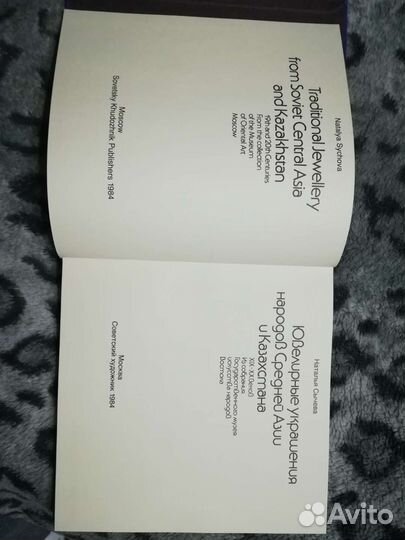 Natalya Sychova
Traditional Jewellery
from Soviet Central Asia
and Kazakhstan
19th and 20th Centuries
From the collection
of the Museum
of Oriental Art,
Moscow
Moscow
Sovetsky Khudozhnik Publishers 1984
Наталья Сычева
Ювелирные украшения
народов Средней Азии
и Казахстана
XIX–XX веков
Из собрания
Государственного музея
искусства народов
Востока
Москва
Советский художник 1984
Avito